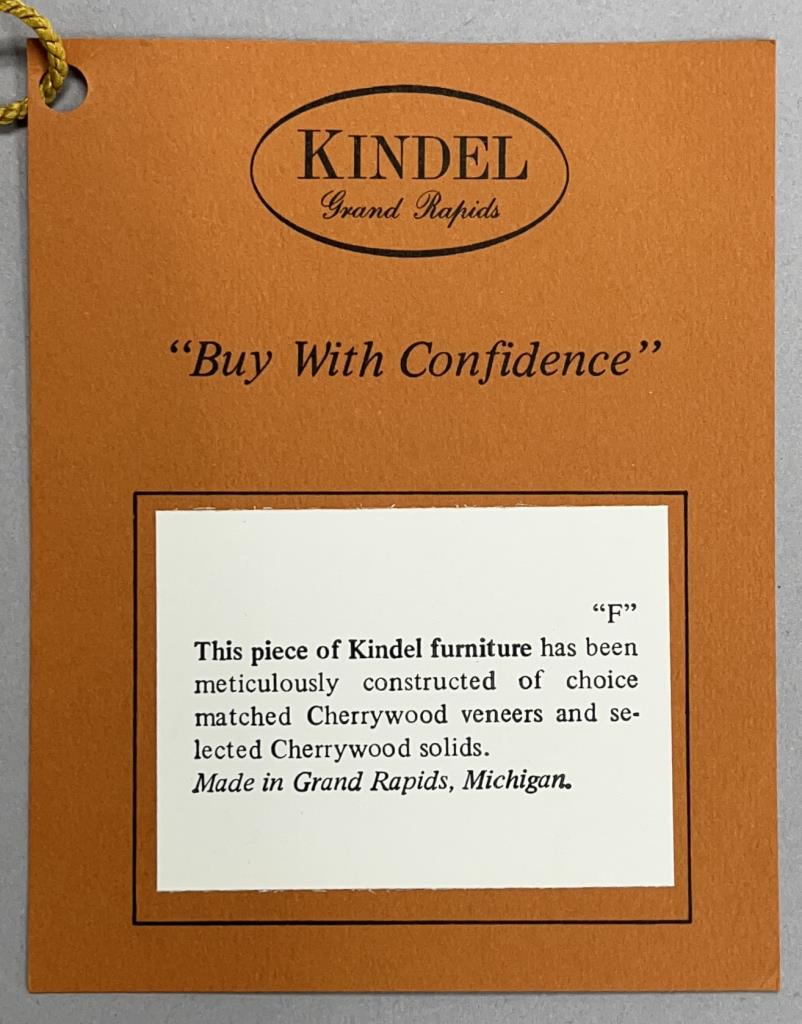 KINDEL
Grand Rapids
“Buy With Confidence”
“F”
This piece of Kindel furniture has been
meticulously constructed of choice
matched Cherrywood veneers and se-
lected Cherrywood solids.
Made in Grand Rapids, Michigan.